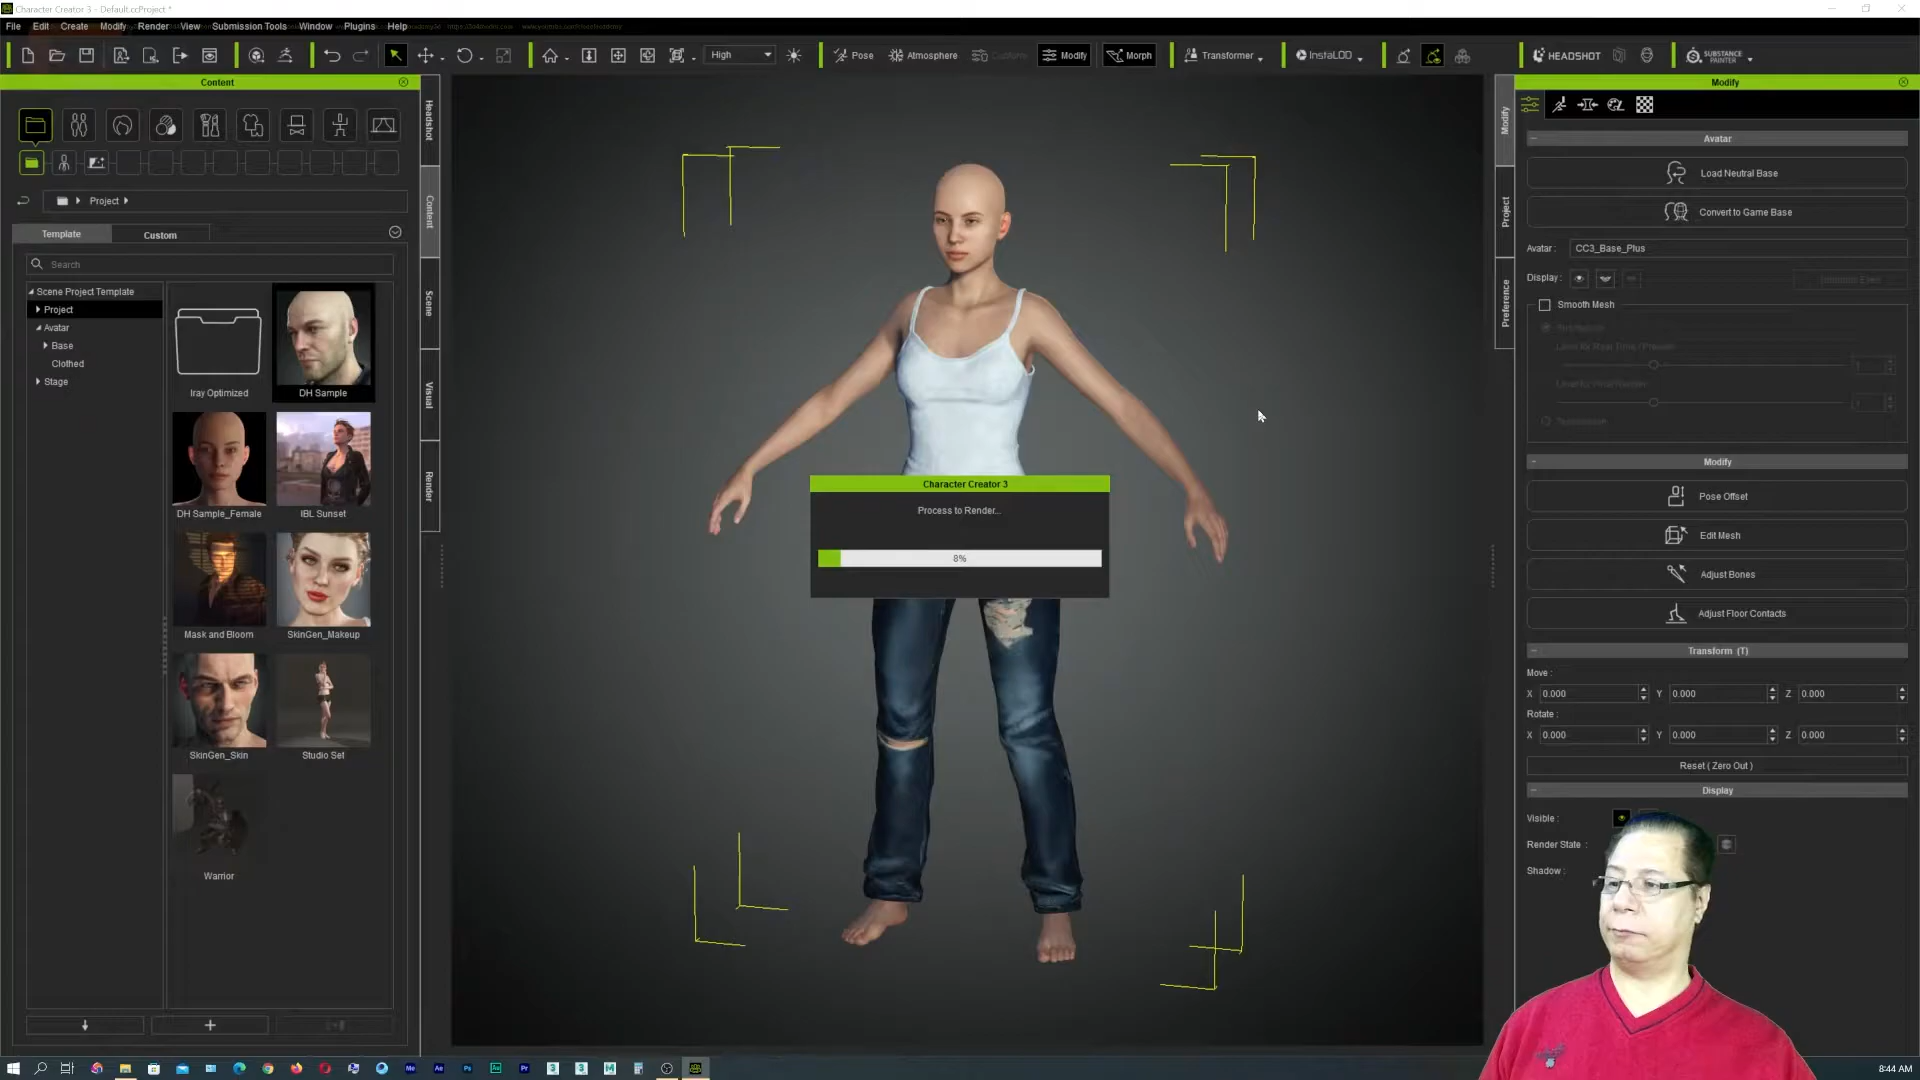 Character Creator 3 - Default.ccProject *
File Edit Create Modify Render View Submission Tools Window Plugins Help
High Pose Atmosphere Conform Modify Morph Transformer InstaLOD HEADSHOT SUBSTANCE PAINTER
Content
Headshot
Content
Scene
Visual
Render
Project
Template Custom
Search
Scene Project Template
Project
Avatar
Base
Clothed
Stage
Iray Optimized
DH Sample
DH Sample_Female
IBL Sunset
Mask and Bloom
SkinGen_Makeup
SkinGen_Skin
Studio Set
Warrior
Character Creator 3
Process to Render...
8%
Modify
Project
Preference
Modify
Avatar
Load Neutral Base
Convert to Game Base
Avatar : CC3_Base_Plus
Display :
Smooth Mesh
Modify
Pose Offset
Edit Mesh
Adjust Bones
Adjust Floor Contacts
Transform (T)
Move :
X 0.000 Y 0.000 Z 0.000
Rotate :
X 0.000 Y 0.000 Z 0.000
Reset ( Zero Out )
Display
Visible :
Render State :
Shadow :
8:44 AM